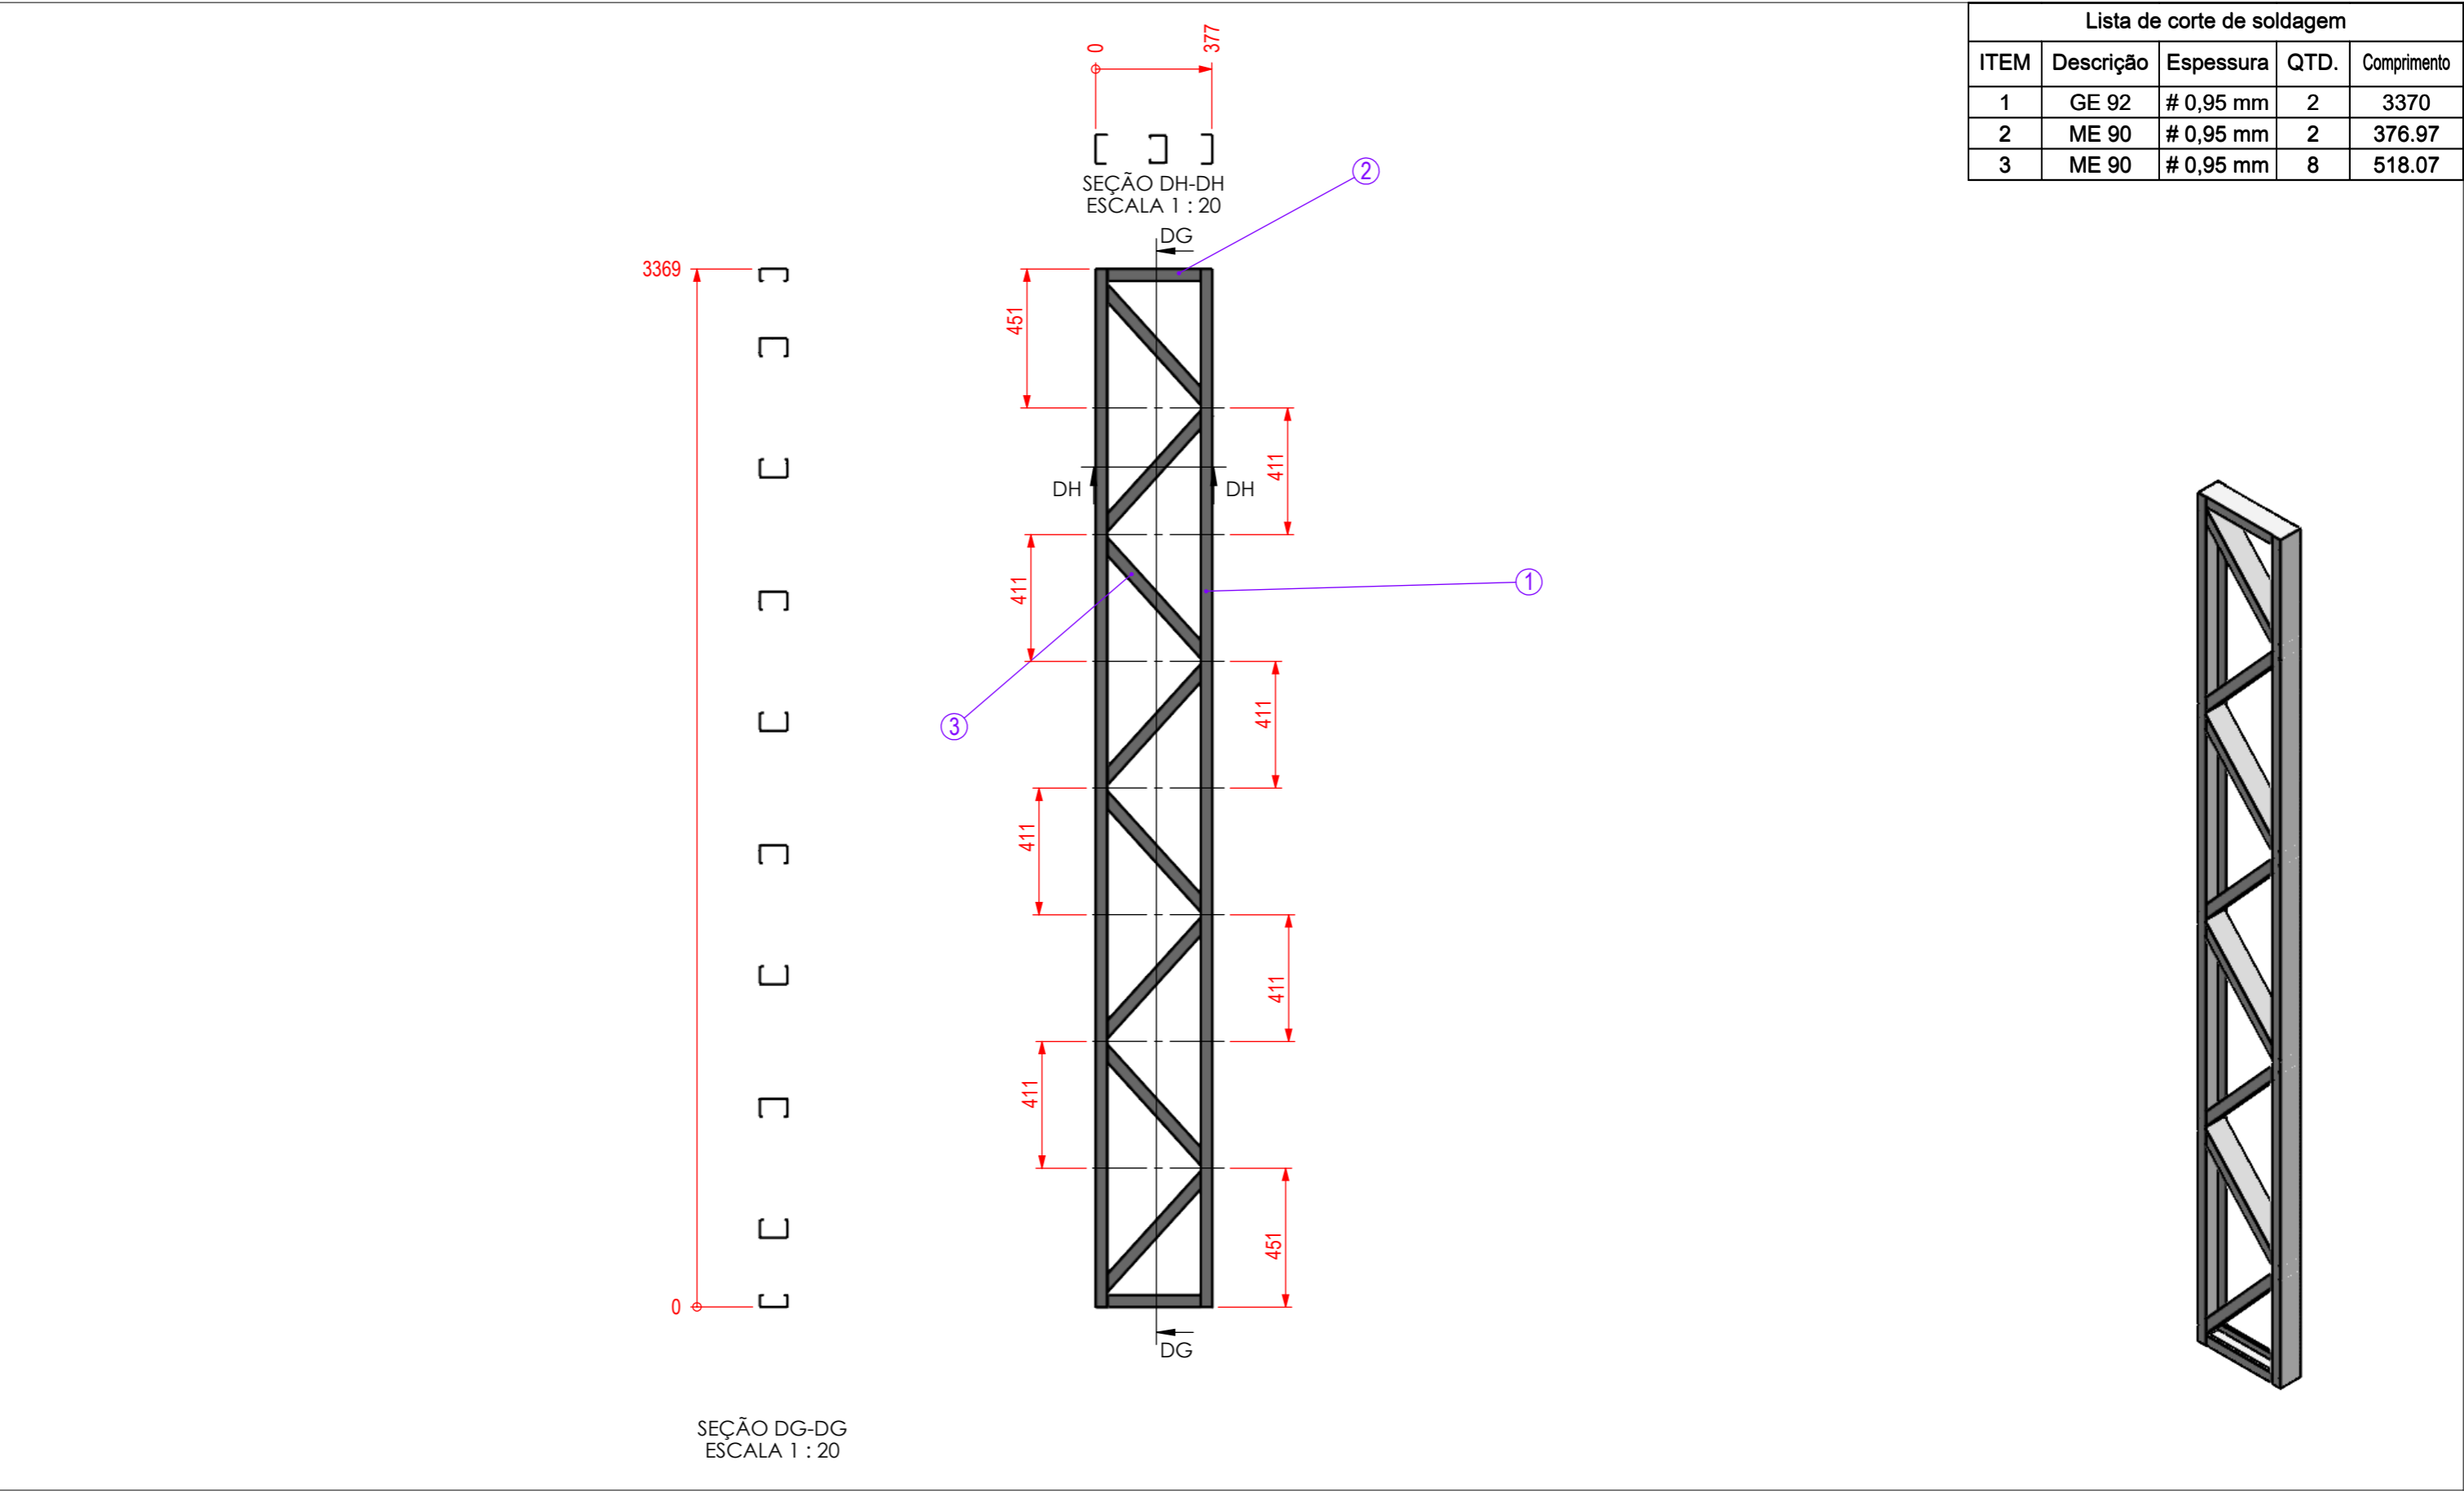 Lista de corte de soldagem
ITEM Descrição Espessura QTD. Comprimento
1 GE 92 # 0,95 mm 2 3370
2 ME 90 # 0,95 mm 2 376.97
3 ME 90 # 0,95 mm 8 518.07
0 377
SEÇÃO DH-DH
ESCALA 1 : 20
2
DG
3369
451
411
DH DH
411
1
411
3
411
411
411
451
0
DG
SEÇÃO DG-DG
ESCALA 1 : 20